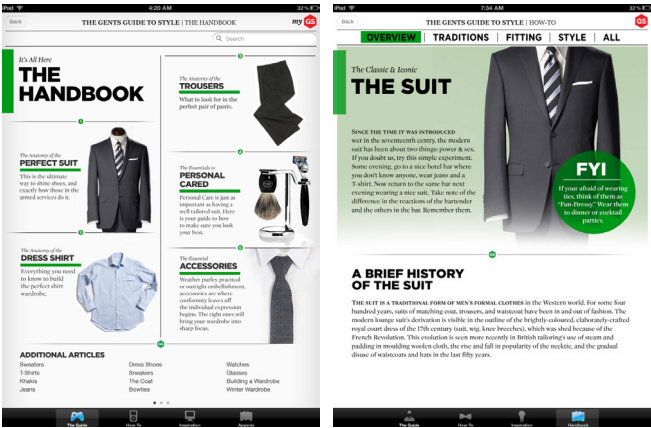 iPad
4:20 AM
32%
Back
THE GENTS GUIDE TO STYLE | THE HANDBOOK
my GS
Search
It's All Here
THE
HANDBOOK
1
The Anatomy of the
PERFECT SUIT
This is the ultimate
way to shine shoes, and
exactly how those in the
armed services do it.
The Anatomy of the
DRESS SHIRT
Everything you need
to know to build
the perfect shirt
wardrobe.
The Anatomy of the
TROUSERS
What to look for in the
perfect pair of pants.
The Essentials to
PERSONAL
CARED
Personal Care is just as
important as having a
well tailored suit. Here
is your guide to how
to make sure you look
your best.
The Essential
ACCESSORIES
Weather purley practical
or outright embellishment,
accessories are where
conformity leaves off
the individual expression
begins. The right ones will
bring your wardrobe into
sharp focus.
ADDITIONAL ARTICLES
Sweaters
T-Shirts
Khakis
Jeans
Dress Shoes
Sneakers
The Coat
Bowties
Watches
Glasses
Building a Wardrobe
Winter Wardrobe
The Guide
How-To
Inspiration
Apparels
iPad
7:34 AM
32%
Back
THE GENTS GUIDE TO STYLE | HOW-TO
GS
OVERVIEW | TRADITIONS | FITTING | STYLE | ALL
The Classic & Iconic
THE SUIT
SINCE THE TIME IT WAS INTRODUCED
wer in the seventeenth centry, the modern
suit has been about two things: power & sex.
If you doubt us, try this simple experiment.
Some evening, go to a nice hotel bar where
you don't know anyone, wear jeans and a
T-shirt. Now return to the same bar next
evening wearing a nice suit. Take note of the
difference in the reactions of the bartender
and the others in the bar. Remember them.
FYI
If your afraid of wearing
ties, think of them as
"Fun-Dressy." Wear them
to dinner or cocktail
parties.
A BRIEF HISTORY
OF THE SUIT
THE SUIT IS A TRADITIONAL FORM OF MEN'S FORMAL CLOTHES in the Western world. For some four
hundred years, suits of matching coat, trousers, and waistcoat have been in and out of fashion. The
modern lounge suit's derivation is visible in the outline of the brightly-coloured, elaborately-crafted
royal court dress of the 17th century (suit, wig, knee breeches), which was shed because of the
French Revolution. This evolution is seen more recently in British tailoring's use of steam and
padding in moulding woolen cloth, the rise and fall in popularity of the necktie, and the gradual
disuse of waistcoats and hats in the last fifty years.
The Guide
How-To
Inspiration
Handbook